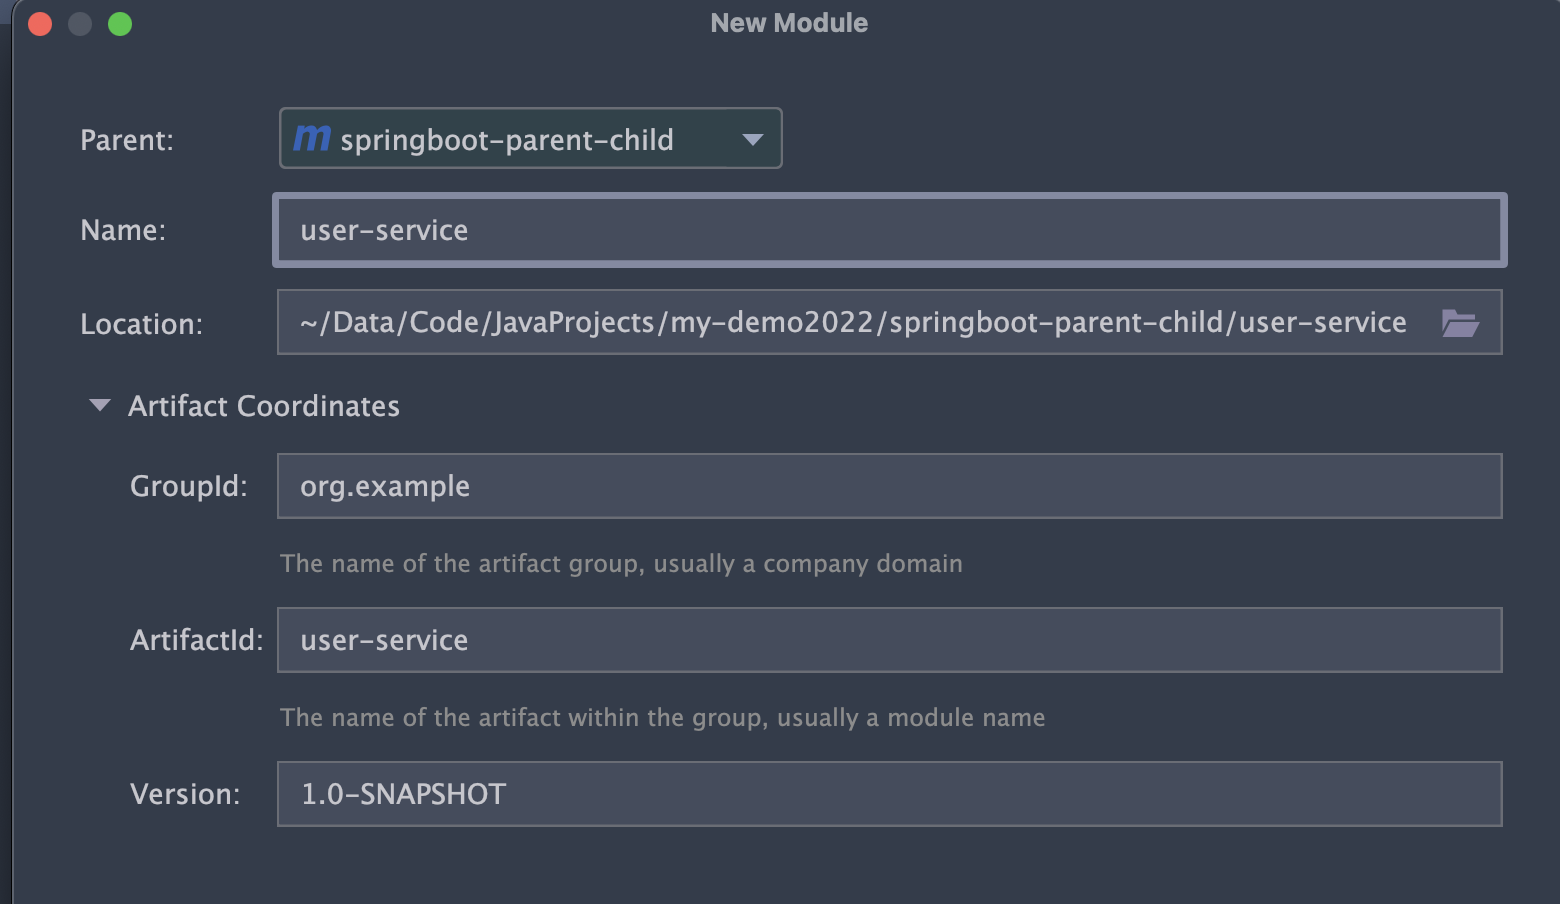 New Module
Parent: m springboot-parent-child
Name: user-service
Location: ~/Data/Code/JavaProjects/my-demo2022/springboot-parent-child/user-service
Artifact Coordinates
GroupId: org.example
The name of the artifact group, usually a company domain
ArtifactId: user-service
The name of the artifact within the group, usually a module name
Version: 1.0-SNAPSHOT